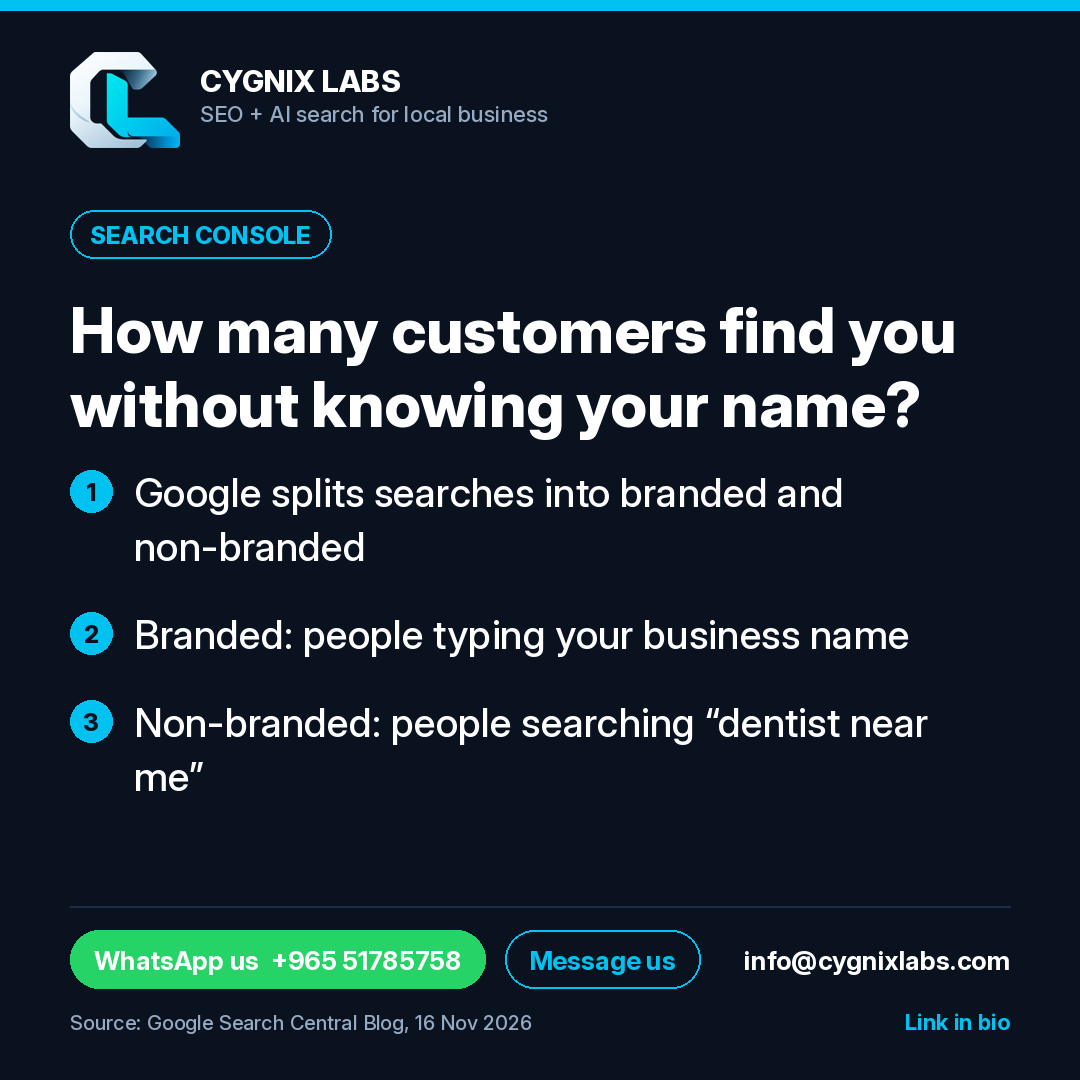 CYGNIX LABS
SEO + AI search for local business
SEARCH CONSOLE
How many customers find you
without knowing your name?
1 Google splits searches into branded and
non-branded
2 Branded: people typing your business name
3 Non-branded: people searching “dentist near
me”
WhatsApp us +965 51785758
Message us
info@cygnixlabs.com
Source: Google Search Central Blog, 16 Nov 2026
Link in bio